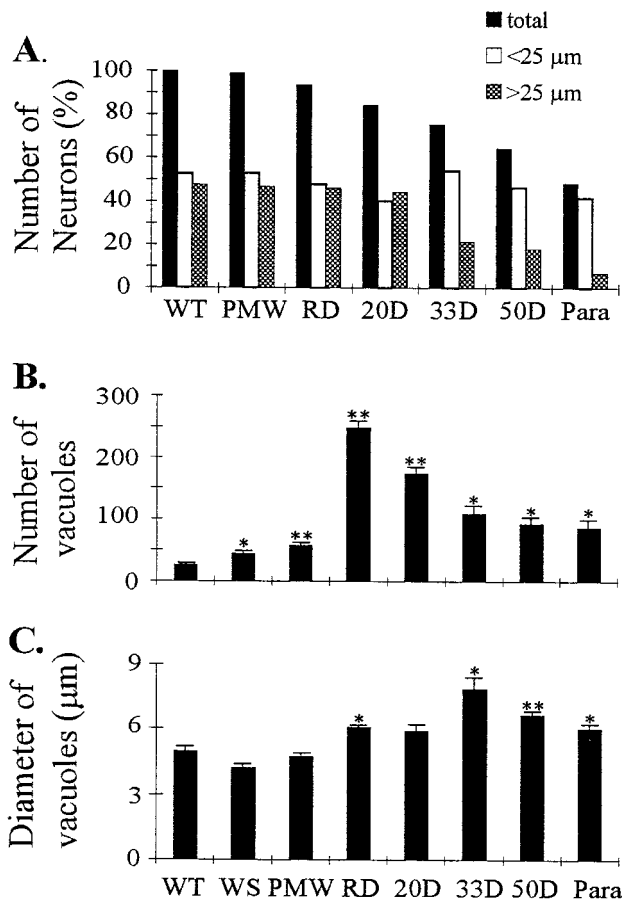 total
<25 µm
>25 µm
A.
Number of
Neurons (%)
100
80
60
40
20
0
WT PMW RD 20D 33D 50D Para
B.
Number of
vacuoles
300
200
100
0
* ** ** ** * * *
C.
Diameter of
vacuoles (µm)
9
6
3
0
* * ** *
WT WS PMW RD 20D 33D 50D Para